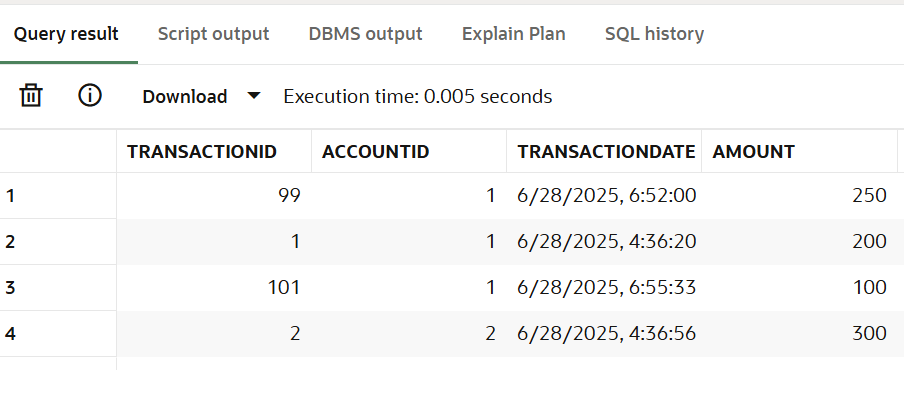 Query result Script output DBMS output Explain Plan SQL history
Download Execution time: 0.005 seconds
TRANSACTIONID ACCOUNTID TRANSACTIONDATE AMOUNT
1 99 1 6/28/2025, 6:52:00 250
2 1 1 6/28/2025, 4:36:20 200
3 101 1 6/28/2025, 6:55:33 100
4 2 2 6/28/2025, 4:36:56 300